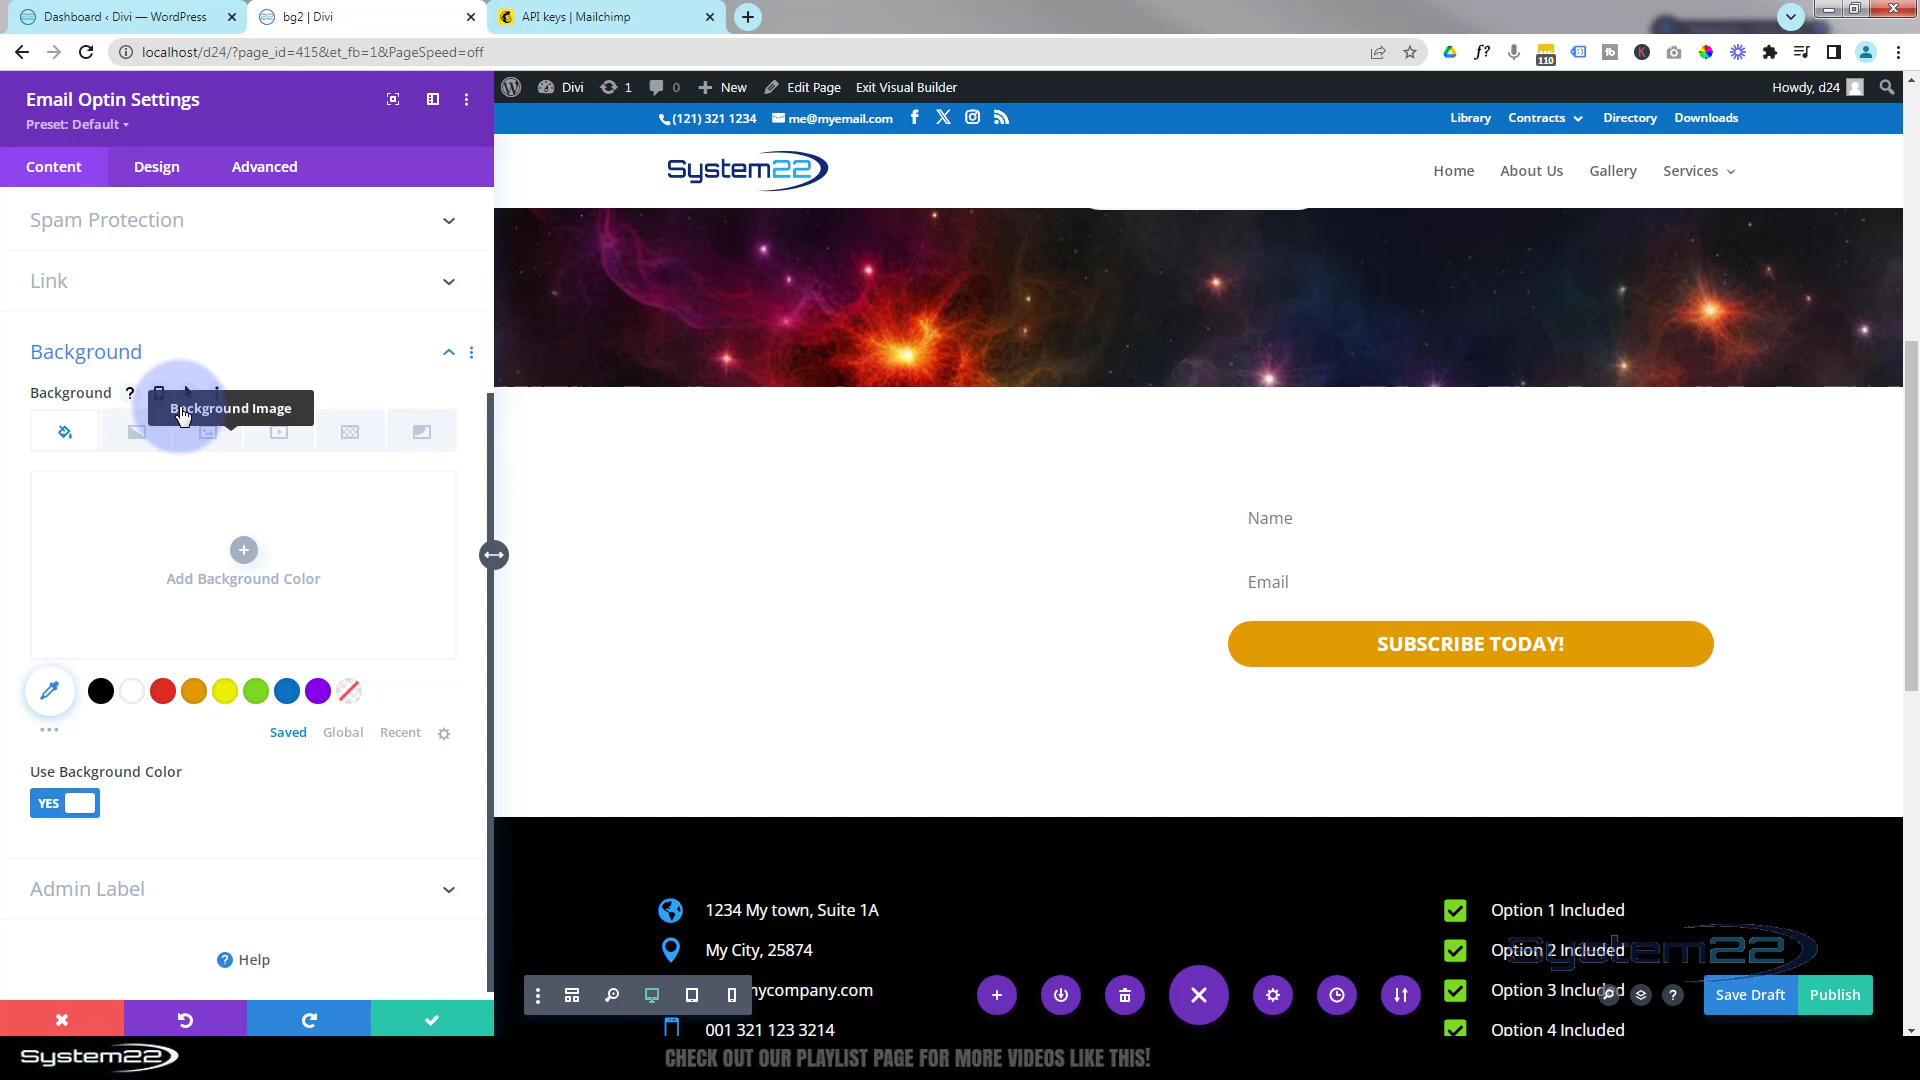 Dashboard ‹ Divi — WordPress
bg2 | Divi
API keys | Mailchimp
localhost/d24/?page_id=415&et_fb=1&PageSpeed=off
110
Email Optin Settings
Preset: Default
Content
Design
Advanced
Spam Protection
Link
Background
Background
Background Image
Add Background Color
Saved
Global
Recent
Use Background Color
YES
Admin Label
Help
Divi
1
0
New
Edit Page
Exit Visual Builder
Howdy, d24
(121) 321 1234
me@myemail.com
Library
Contracts
Directory
Downloads
System22
Home
About Us
Gallery
Services
Name
Email
SUBSCRIBE TODAY!
1234 My town, Suite 1A
My City, 25874
nycompany.com
001 321 123 3214
Option 1 Included
Option 2 Included
Option 3 Included
Option 4 Included
System22
Save Draft
Publish
System22
CHECK OUT OUR PLAYLIST PAGE FOR MORE VIDEOS LIKE THIS!